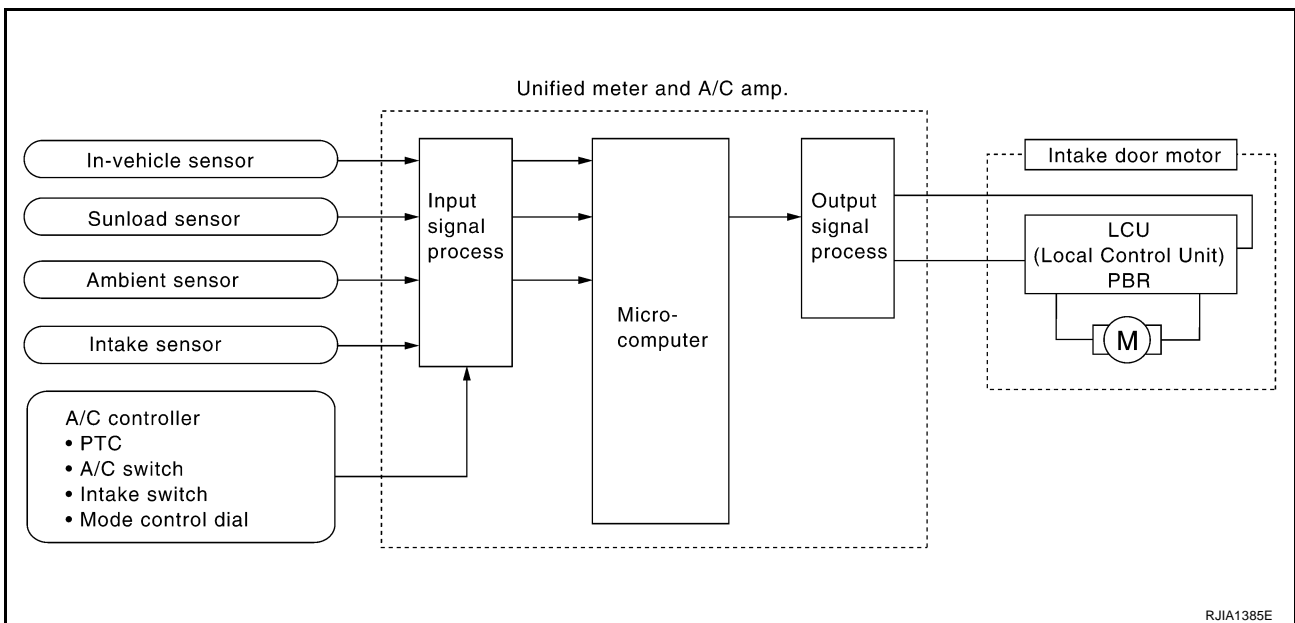 Unified meter and A/C amp.
In-vehicle sensor
Sunload sensor
Ambient sensor
Intake sensor
A/C controller
• PTC
• A/C switch
• Intake switch
• Mode control dial
Input
signal
process
Micro-
computer
Output
signal
process
Intake door motor
LCU
(Local Control Unit)
PBR
M
RJIA1385E